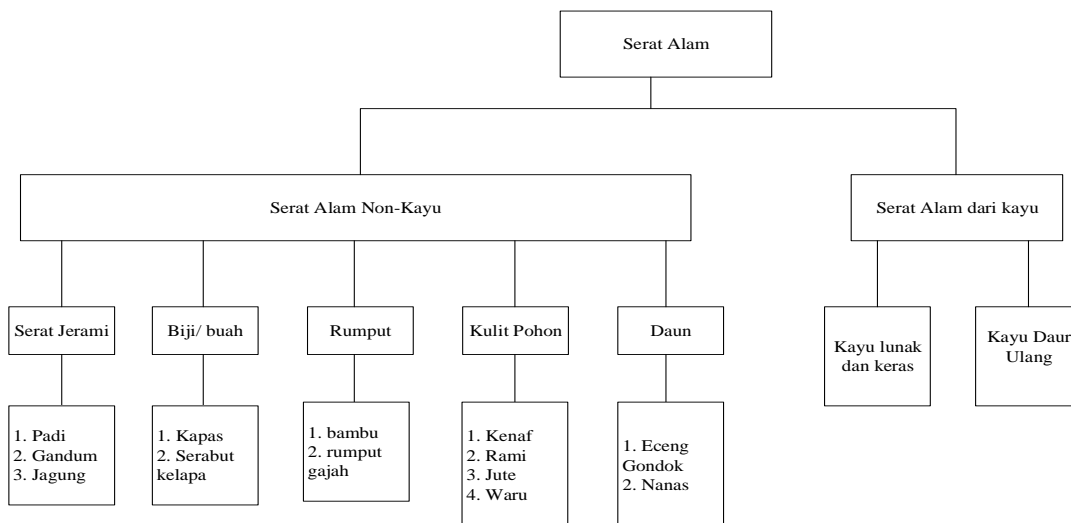 Serat Alam
Serat Alam Non-Kayu
Serat Alam dari kayu
Serat Jerami
Biji/ buah
Rumput
Kulit Pohon
Daun
Kayu lunak
dan keras
Kayu Daur
Ulang
1. Padi
2. Gandum
3. Jagung
1. Kapas
2. Serabut
kelapa
1. bambu
2. rumput
gajah
1. Kenaf
2. Rami
3. Jute
4. Waru
1. Eceng
Gondok
2. Nanas